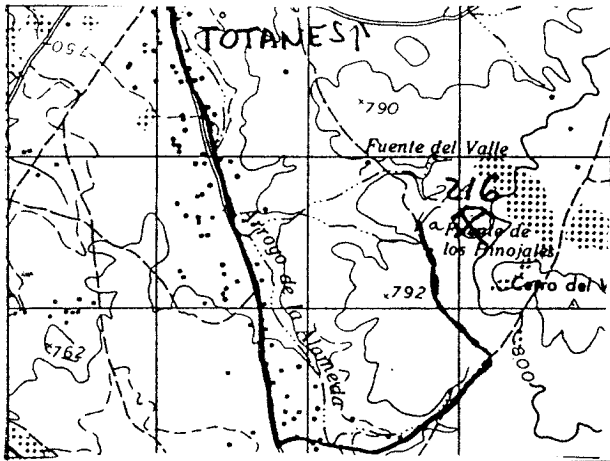 TOTANES↑
750
790
Fuente del Valle
216
Fuente de
los Hinojales
Cerro del
792
762
Arroyo de la Alameda
800